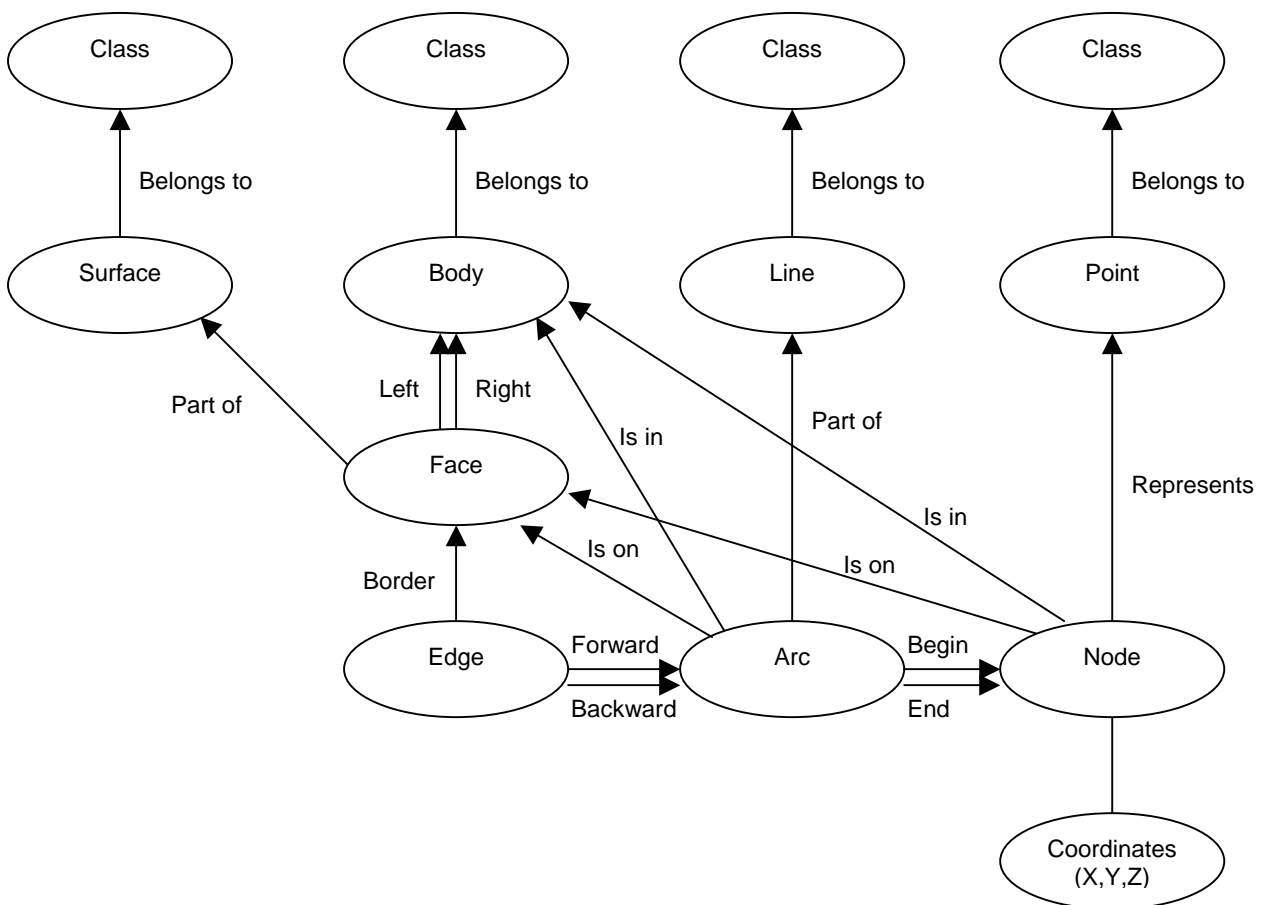 Class
Class
Class
Class
Belongs to
Belongs to
Belongs to
Belongs to
Surface
Body
Line
Point
Part of
Left
Right
Is in
Part of
Face
Represents
Is in
Is on
Is on
Border
Edge
Forward
Backward
Arc
Begin
End
Node
Coordinates
(X,Y,Z)